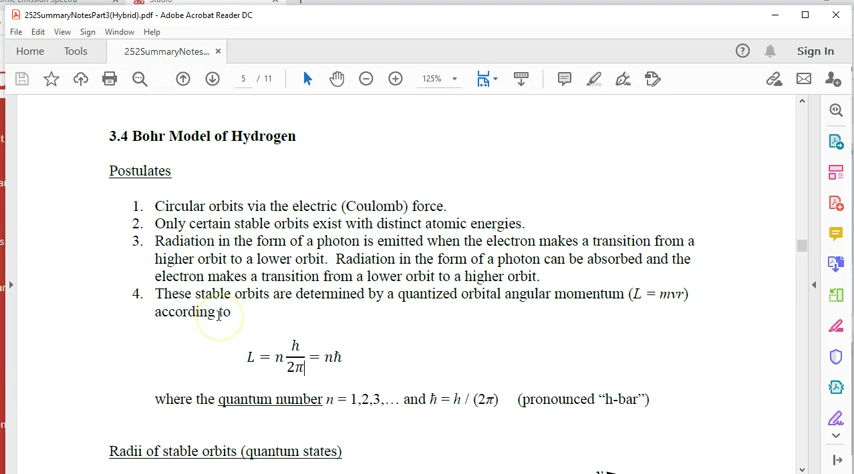 252SummaryNotesPart3(Hybrid).pdf - Adobe Acrobat Reader DC
File Edit View Sign Window Help
Home Tools 252SummaryNotes... × Sign In
5 / 11 125%
3.4 Bohr Model of Hydrogen
Postulates
1. Circular orbits via the electric (Coulomb) force.
2. Only certain stable orbits exist with distinct atomic energies.
3. Radiation in the form of a photon is emitted when the electron makes a transition from a
higher orbit to a lower orbit. Radiation in the form of a photon can be absorbed and the
electron makes a transition from a lower orbit to a higher orbit.
4. These stable orbits are determined by a quantized orbital angular momentum (L = mvr)
according to
L = n h/2π = nħ
where the quantum number n = 1,2,3,… and ħ = h / (2π) (pronounced “h-bar”)
Radii of stable orbits (quantum states)